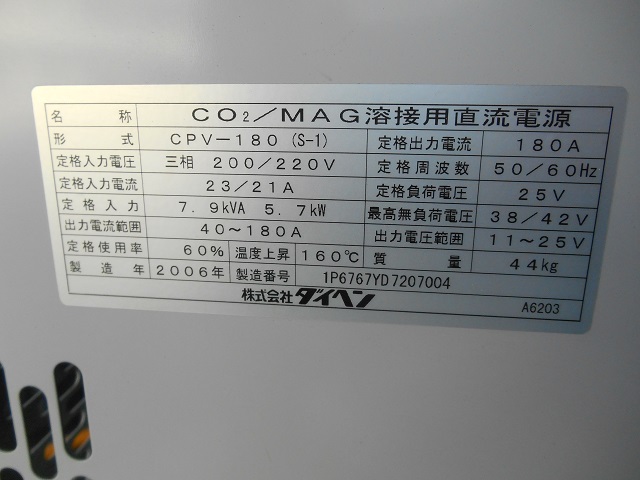 名称 CO₂／MAG溶接用直流電源
形式 CPV－180 (S-1) 定格出力電流 180A
定格入力電圧 三相 200／220V 定格周波数 50／60Hz
定格入力電流 23／21A 定格負荷電圧 25V
定格入力 7.9kVA 5.7kW 最高無負荷電圧 38／42V
出力電流範囲 40～180A 出力電圧範囲 11～25V
定格使用率 60% 温度上昇 160℃ 質量 44kg
製造年 2006年 製造番号 1P6767YD7207004
株式会社ダイヘン
A6203